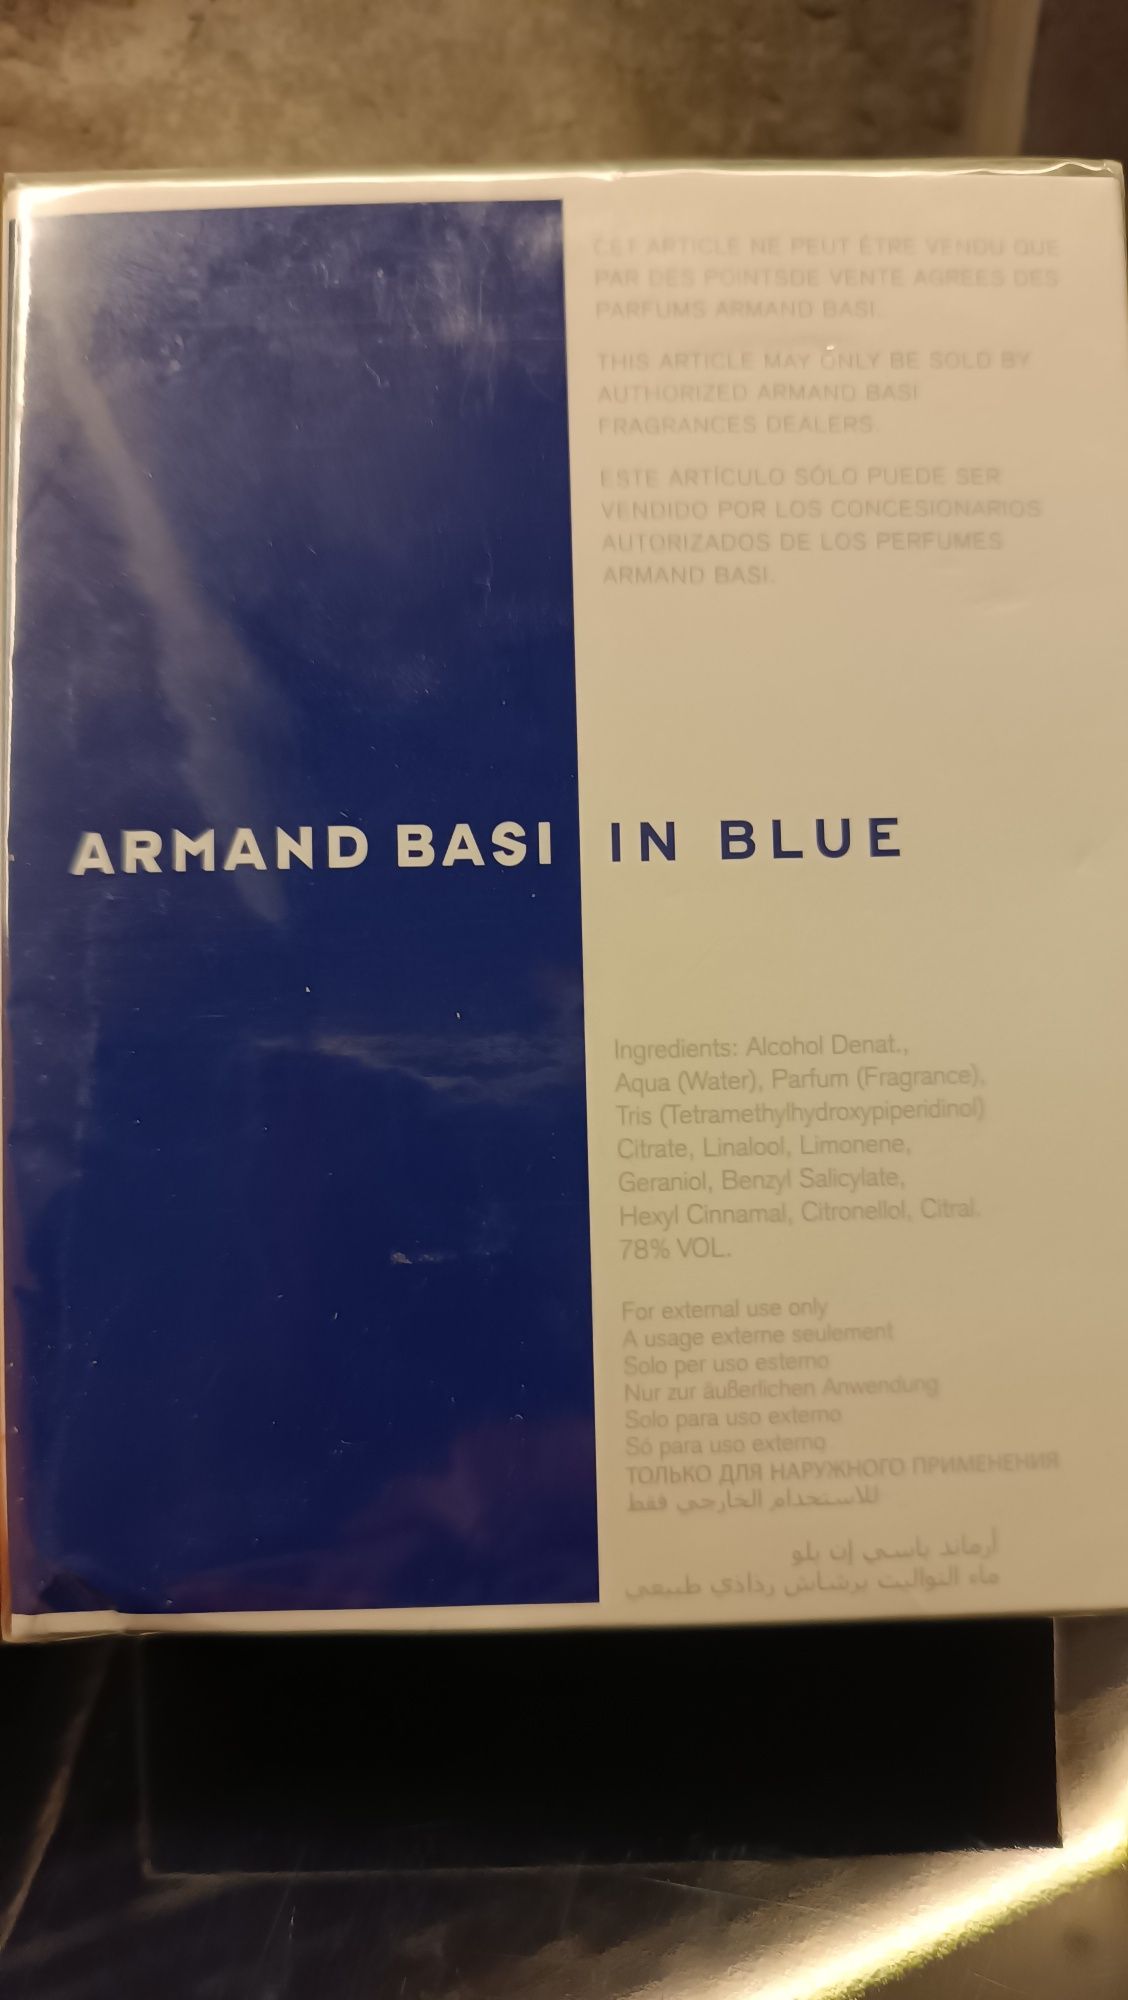 CET ARTICLE NE PEUT ÊTRE VENDU QUE
PAR DES POINTSDE VENTE AGREES DES
PARFUMS ARMAND BASI.
THIS ARTICLE MAY ONLY BE SOLD BY
AUTHORIZED ARMAND BASI
FRAGRANCES DEALERS.
ESTE ARTÍCULO SÓLO PUEDE SER
VENDIDO POR LOS CONCESIONARIOS
AUTORIZADOS DE LOS PERFUMES
ARMAND BASI.
ARMAND BASI IN BLUE
Ingredients: Alcohol Denat.,
Aqua (Water), Parfum (Fragrance),
Tris (Tetramethylhydroxypiperidinol)
Citrate, Linalool, Limonene,
Geraniol, Benzyl Salicylate,
Hexyl Cinnamal, Citronellol, Citral.
78% VOL.
For external use only
A usage externe seulement
Solo per uso esterno
Nur zur äußerlichen Anwendung
Solo para uso externo
Só para uso externo
ТОЛЬКО ДЛЯ НАРУЖНОГО ПРИМЕНЕНИЯ
للاستخدام الخارجي فقط
أرماند باسي إن بلو
ماء التواليت برشاش رذاذي طبيعي